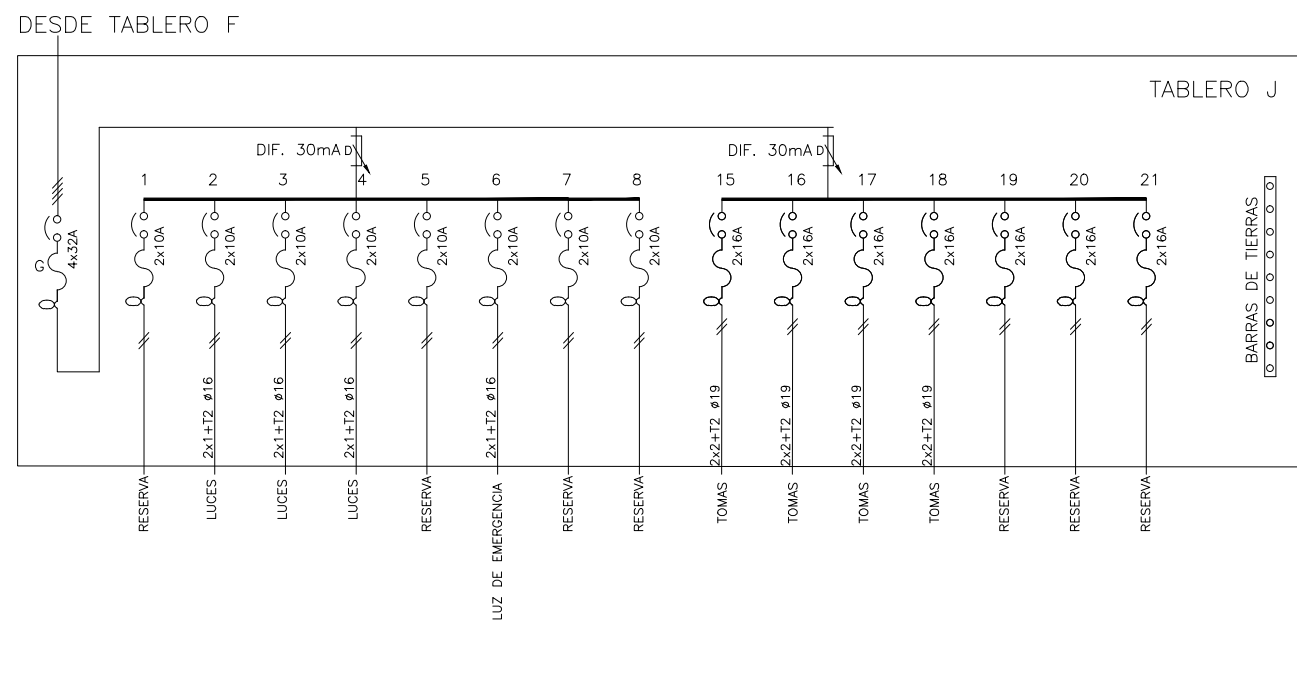 DESDE TABLERO F
TABLERO J
DIF. 30mA D
DIF. 30mA D
1 2 3 4 5 6 7 8 15 16 17 18 19 20 21
G
4x32A
2x10A
2x10A
2x10A
2x10A
2x10A
2x10A
2x10A
2x10A
2x16A
2x16A
2x16A
2x16A
2x16A
2x16A
2x16A
BARRAS DE TIERRAS
2x1+T2 ø16
2x1+T2 ø16
2x1+T2 ø16
2x1+T2 ø16
2x2+T2 ø19
2x2+T2 ø19
2x2+T2 ø19
2x2+T2 ø19
RESERVA
LUCES
LUCES
LUCES
RESERVA
LUZ DE EMERGENCIA
RESERVA
RESERVA
TOMAS
TOMAS
TOMAS
TOMAS
RESERVA
RESERVA
RESERVA